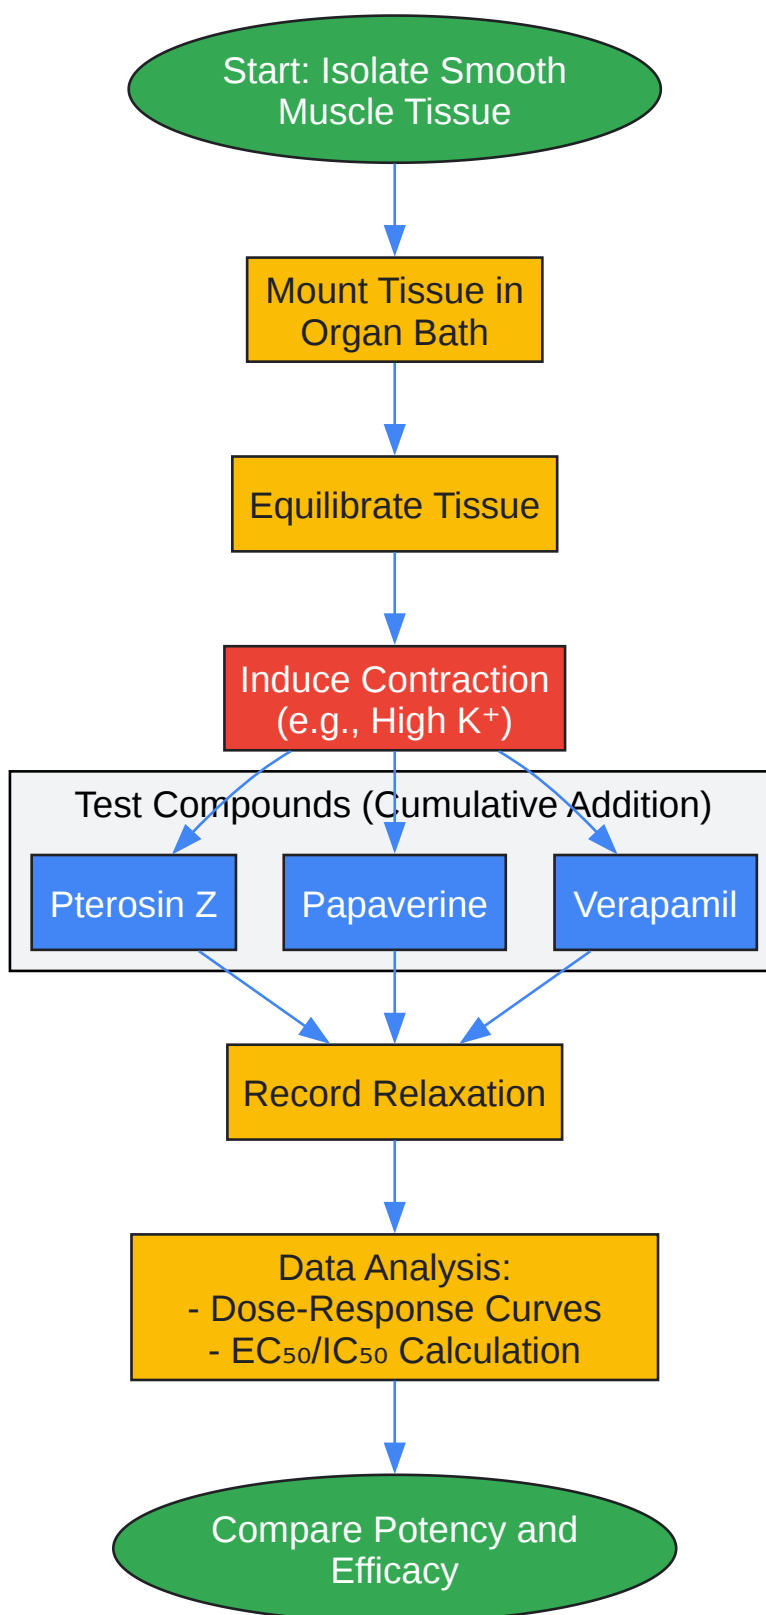 Start: Isolate Smooth
Muscle Tissue
Mount Tissue in
Organ Bath
Equilibrate Tissue
Induce Contraction
(e.g., High K⁺)
Test Compounds (Cumulative Addition)
Pterosin Z
Papaverine
Verapamil
Record Relaxation
Data Analysis:
- Dose-Response Curves
- EC₅₀/IC₅₀ Calculation
Compare Potency and
Efficacy